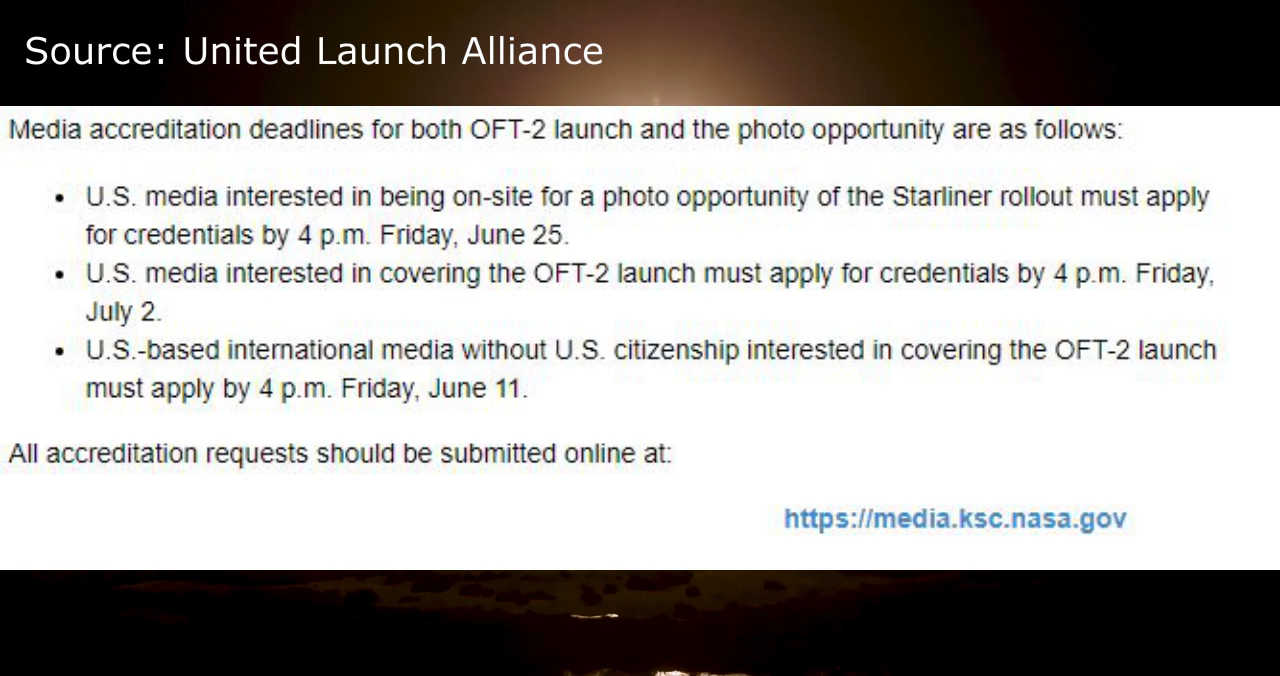 Source: United Launch Alliance
Media accreditation deadlines for both OFT-2 launch and the photo opportunity are as follows:
• U.S. media interested in being on-site for a photo opportunity of the Starliner rollout must apply
for credentials by 4 p.m. Friday, June 25.
• U.S. media interested in covering the OFT-2 launch must apply for credentials by 4 p.m. Friday,
July 2.
• U.S.-based international media without U.S. citizenship interested in covering the OFT-2 launch
must apply by 4 p.m. Friday, June 11.
All accreditation requests should be submitted online at:
https://media.ksc.nasa.gov